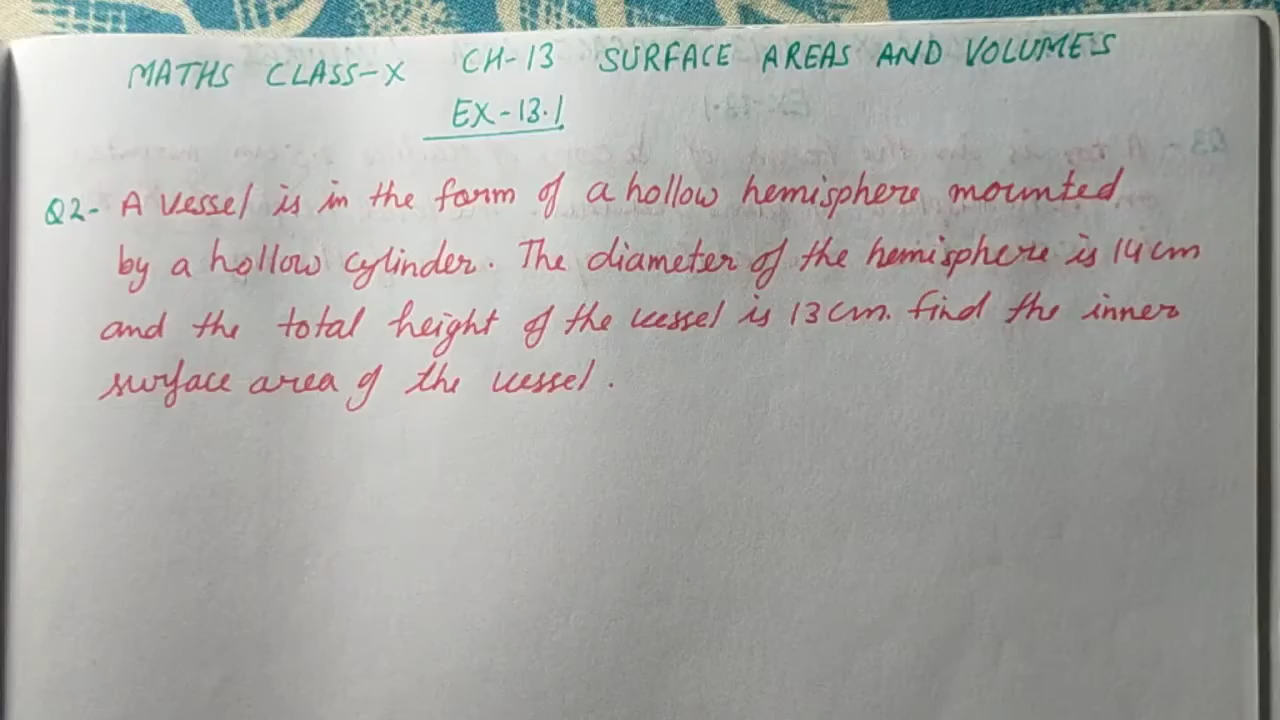 MATHS CLASS-X CH-13 SURFACE AREAS AND VOLUMES
EX-13.1
Q2- A vessel is in the form of a hollow hemisphere mounted
by a hollow cylinder. The diameter of the hemisphere is 14 cm
and the total height of the vessel is 13 cm. find the inner
surface area of the vessel.